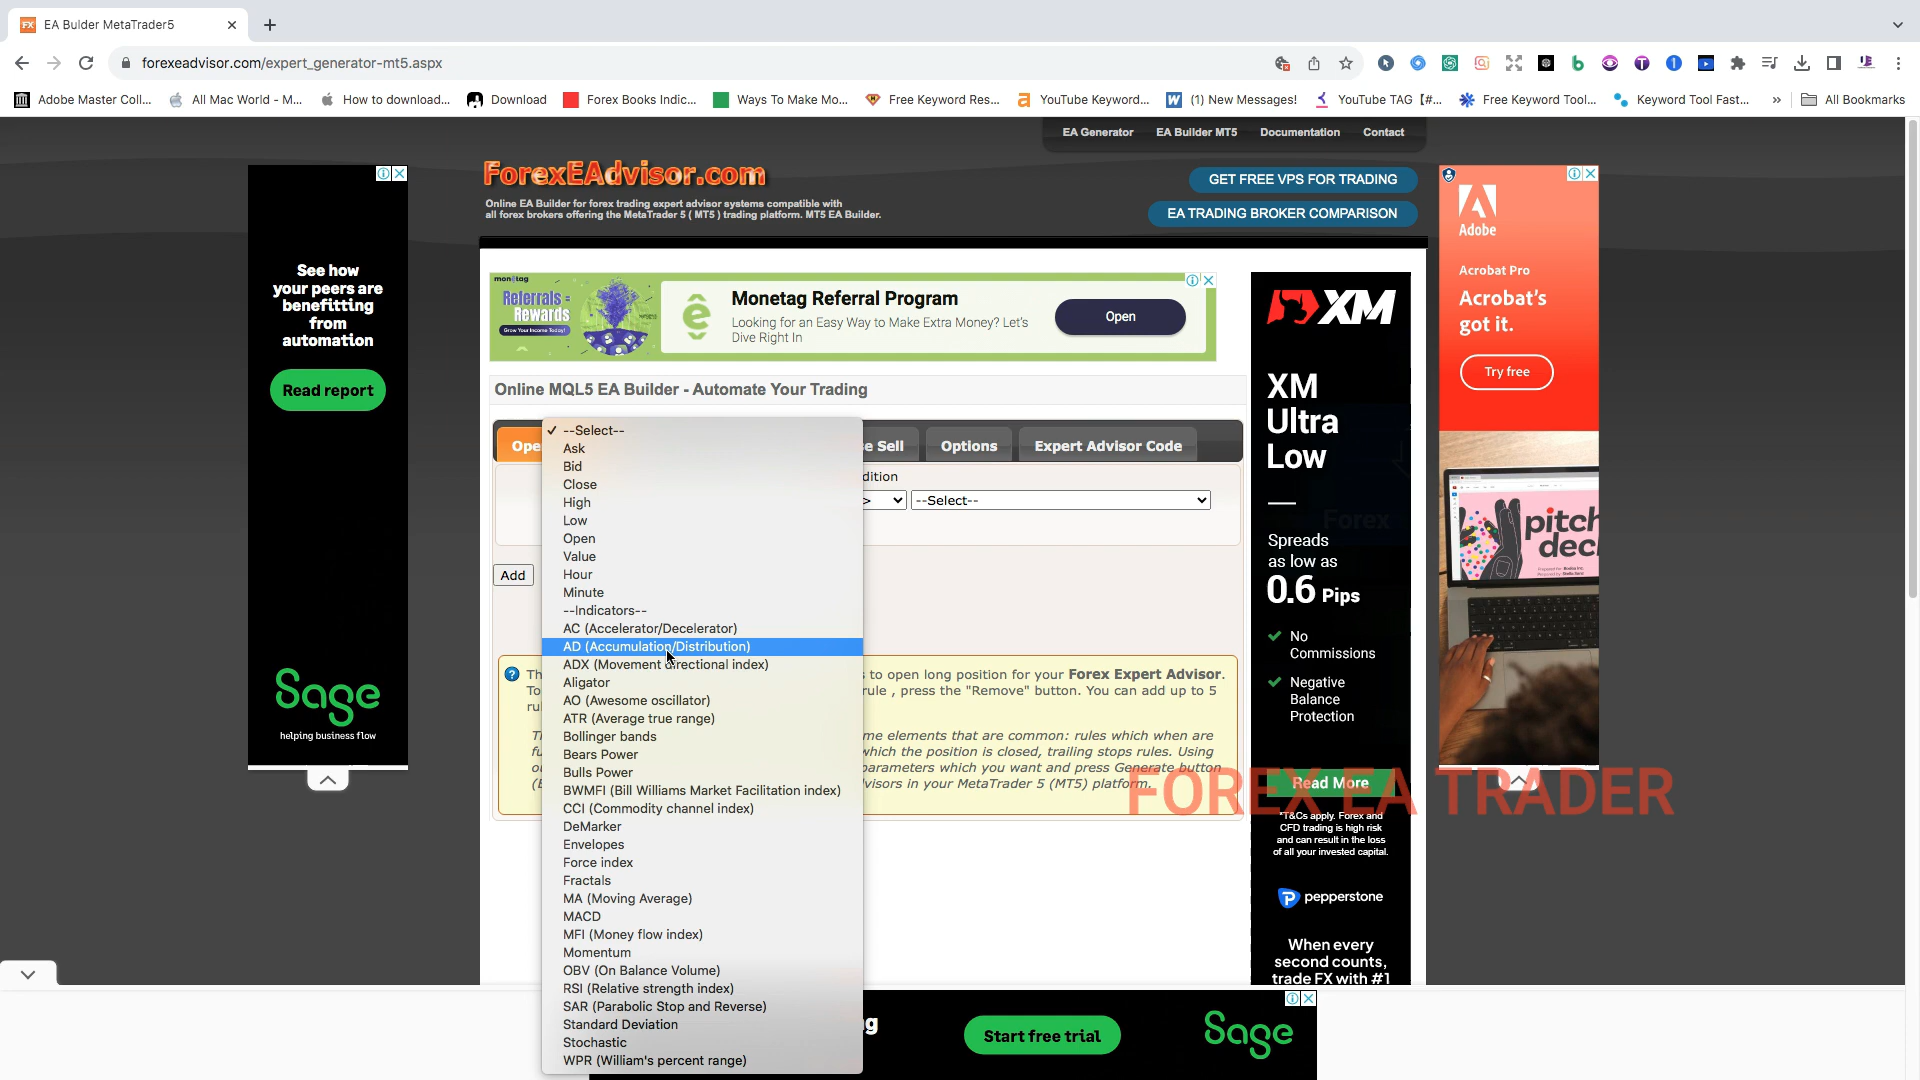 EA Bulder MetaTrader5
forexeadvisor.com/expert_generator-mt5.aspx
Adobe Master Coll...
All Mac World - M...
How to download...
Download
Forex Books Indic...
Ways To Make Mo...
Free Keyword Res...
YouTube Keyword...
(1) New Messages!
YouTube TAG【#...
Free Keyword Tool...
Keyword Tool Fast...
»
All Bookmarks
EA Generator
EA Builder MT5
Documentation
Contact
ForexEAdvisor.com
Online EA Builder for forex trading expert advisor systems compatible with
all forex brokers offering the MetaTrader 5 ( MT5 ) trading platform. MT5 EA Builder.
GET FREE VPS FOR TRADING
EA TRADING BROKER COMPARISON
See how
your peers are
benefitting
from
automation
Read report
Sage
helping business flow
monetag
Referrals =
Rewards
Grow Your Income Today!
Monetag Referral Program
Looking for an Easy Way to Make Extra Money? Let's
Dive Right In
Open
Online MQL5 EA Builder - Automate Your Trading
Ope
se Sell
Options
Expert Advisor Code
dition
>
--Select--
Add
✓ --Select--
Ask
Bid
Close
High
Low
Open
Value
Hour
Minute
--Indicators--
AC (Accelerator/Decelerator)
AD (Accumulation/Distribution)
ADX (Movement directional index)
Aligator
AO (Awesome oscillator)
ATR (Average true range)
Bollinger bands
Bears Power
Bulls Power
BWMFI (Bill Williams Market Facilitation index)
CCI (Commodity channel index)
DeMarker
Envelopes
Force index
Fractals
MA (Moving Average)
MACD
MFI (Money flow index)
Momentum
OBV (On Balance Volume)
RSI (Relative strength index)
SAR (Parabolic Stop and Reverse)
Standard Deviation
Stochastic
WPR (William's percent range)
to open long position for your Forex Expert Advisor.
rule , press the "Remove" button. You can add up to 5
me elements that are common: rules which when are
which the position is closed, trailing stops rules. Using
parameters which you want and press Generate button
visors in your MetaTrader 5 (MT5) platform.
FOREX EA TRADER
XM
XM
Ultra
Low
Forex
Spreads
as low as
0.6 Pips
No
Commissions
Negative
Balance
Protection
Read More
*T&Cs apply. Forex and
CFD trading is high risk
and can result in the loss
of all your invested capital.
pepperstone
When every
second counts,
trade FX with #1
Adobe
Acrobat Pro
Acrobat's
got it.
Try free
pitch
dec
g
Start free trial
Sage